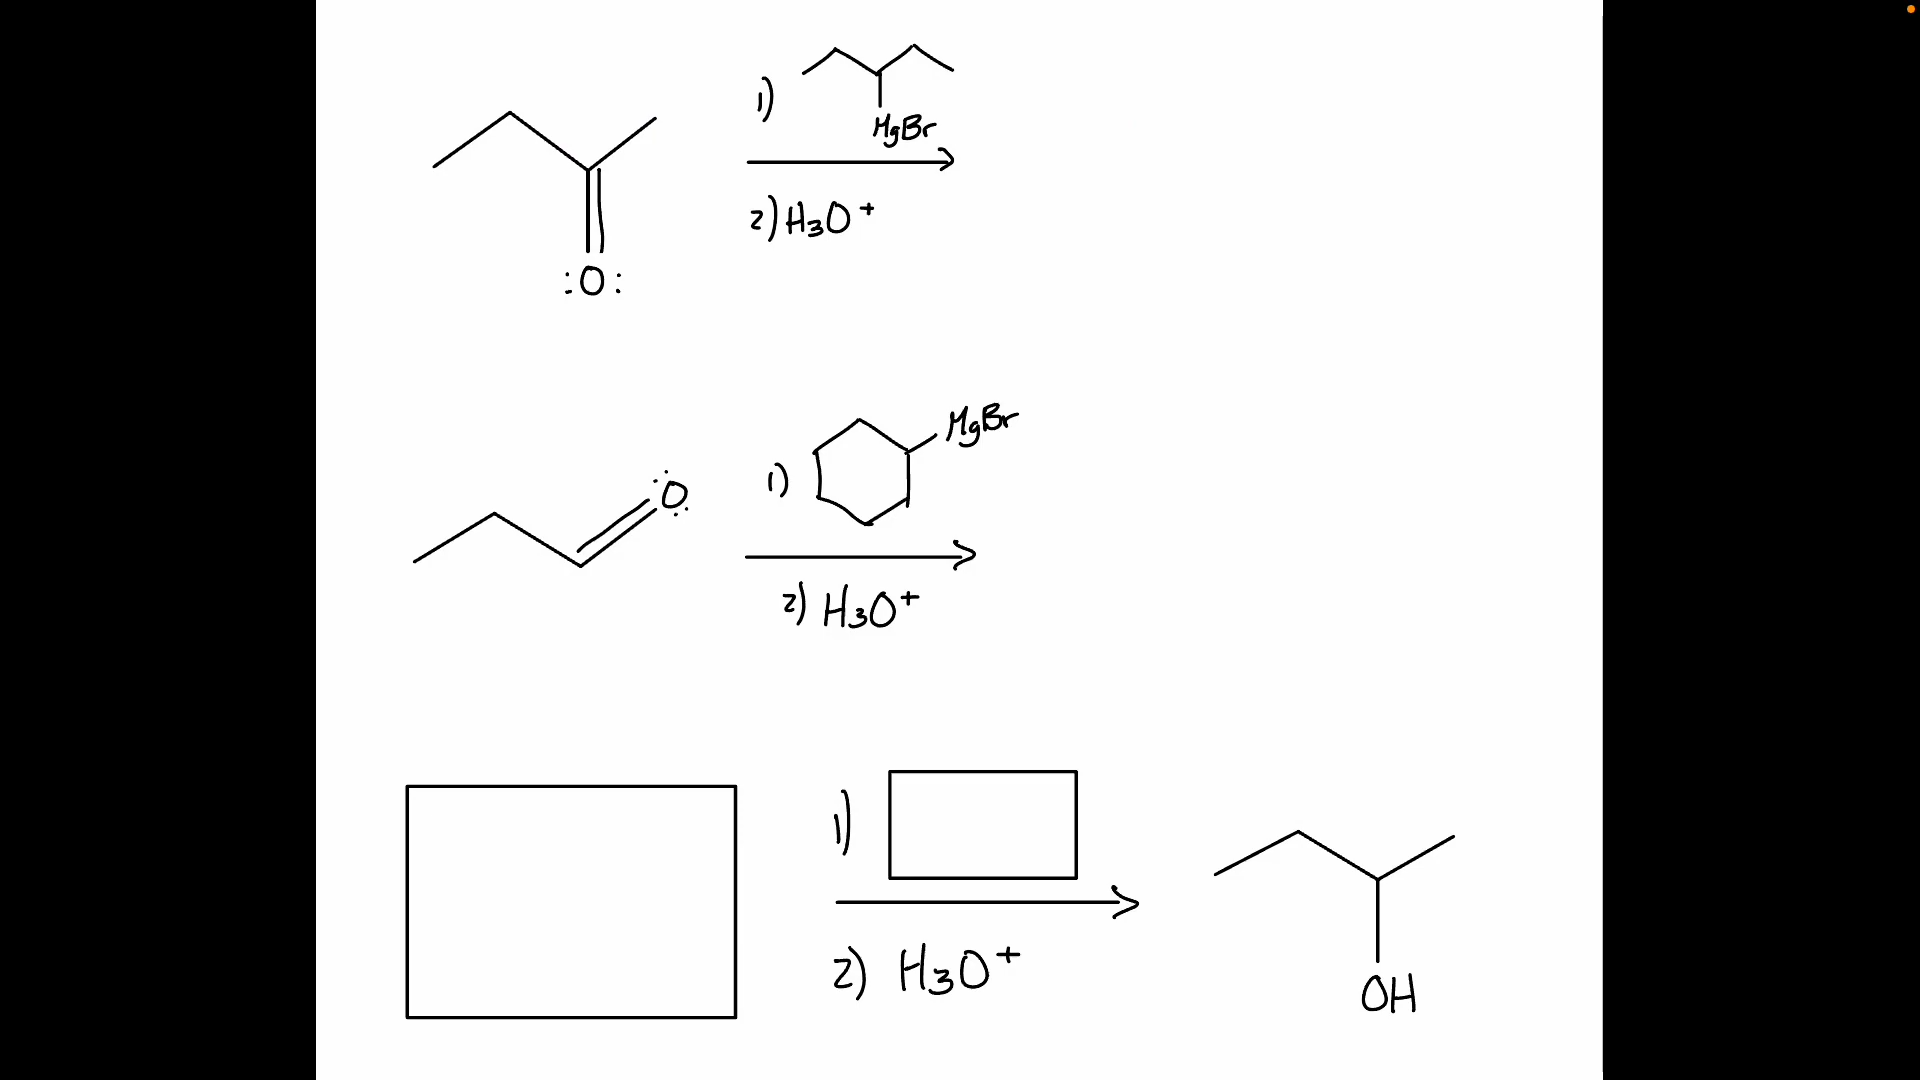 1)
MgBr
2) H3O+
:O:
MgBr
1)
O
2) H3O+
1)
2) H3O+
OH